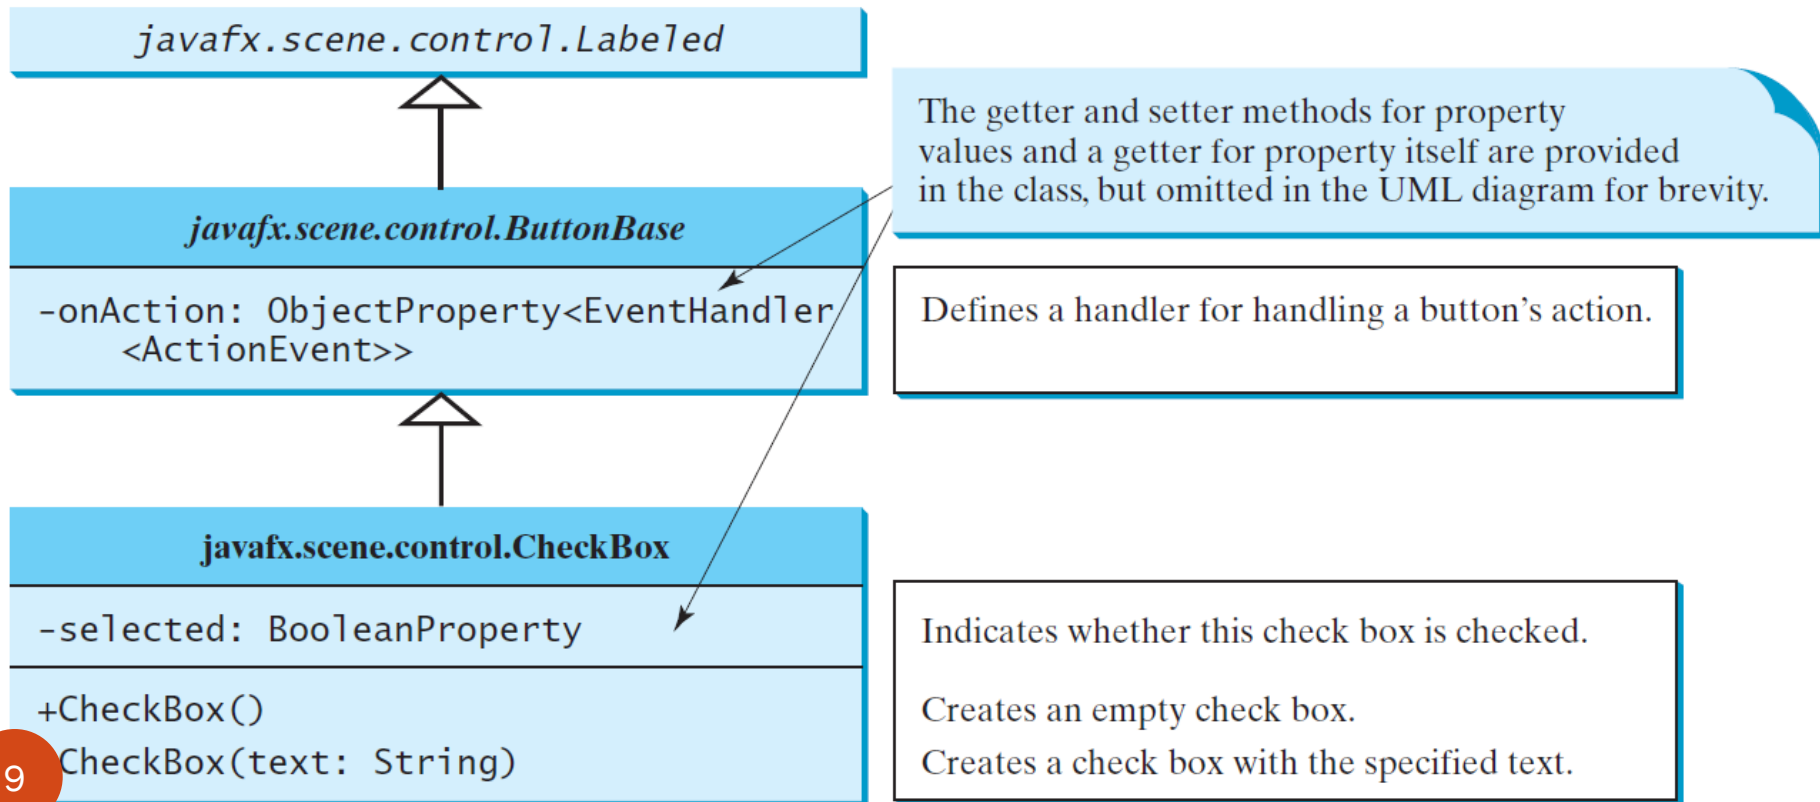 javafx.scene.control.Labeled
The getter and setter methods for property
values and a getter for property itself are provided
in the class, but omitted in the UML diagram for brevity.
javafx.scene.control.ButtonBase
-onAction: ObjectProperty<EventHandler
<ActionEvent>>
Defines a handler for handling a button's action.
javafx.scene.control.CheckBox
-selected: BooleanProperty
Indicates whether this check box is checked.
+CheckBox()
Creates an empty check box.
CheckBox(text: String)
Creates a check box with the specified text.
9